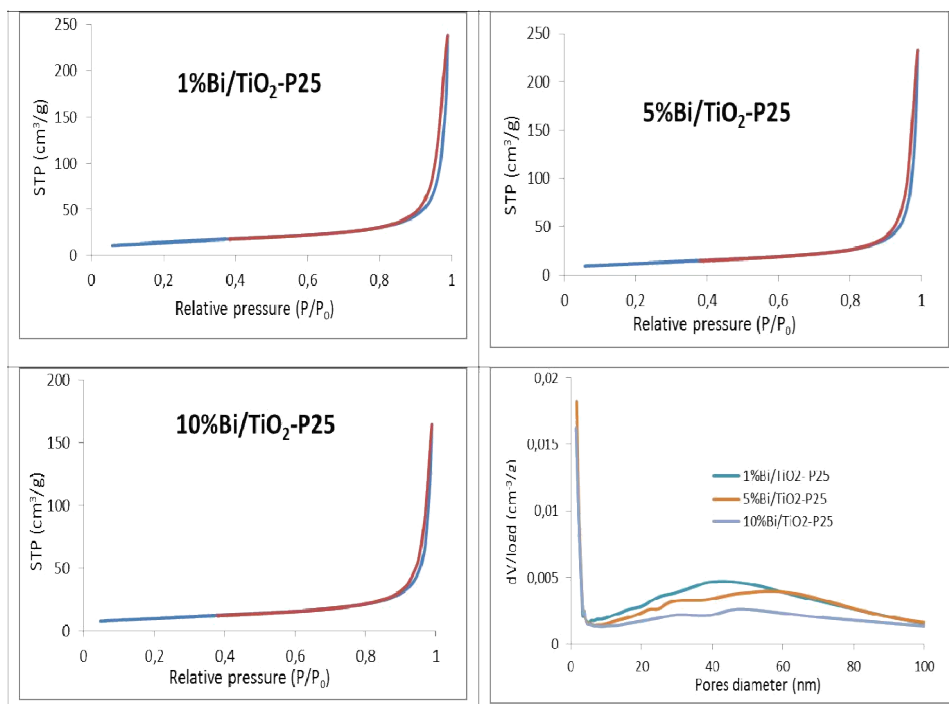 250
200
150
100
50
0
STP (cm³/g)
1%Bi/TiO₂-P25
0 0,2 0,4 0,6 0,8 1
Relative pressure (P/P₀)
250
200
150
100
50
0
STP (cm³/g)
5%Bi/TiO₂-P25
0 0,2 0,4 0,6 0,8 1
Relative pressure (P/P₀)
200
150
100
50
0
STP (cm³/g)
10%Bi/TiO₂-P25
0 0,2 0,4 0,6 0,8 1
Relative pressure (P/P₀)
0,02
0,015
0,01
0,005
0
dV/logd (cm⁻³/g)
1%Bi/TiO2- P25
5%Bi/TiO2-P25
10%Bi/TiO2-P25
0 20 40 60 80 100
Pores diameter (nm)